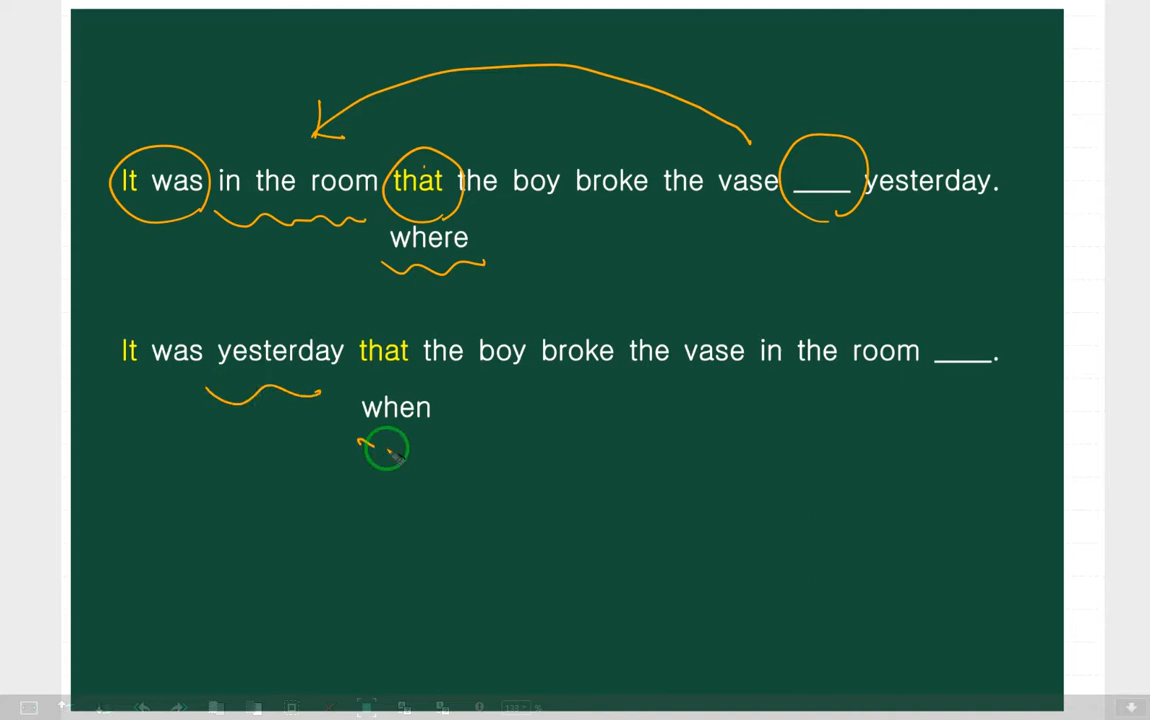 It was in the room that the boy broke the vase ____ yesterday.
where
It was yesterday that the boy broke the vase in the room ____.
when
138 %